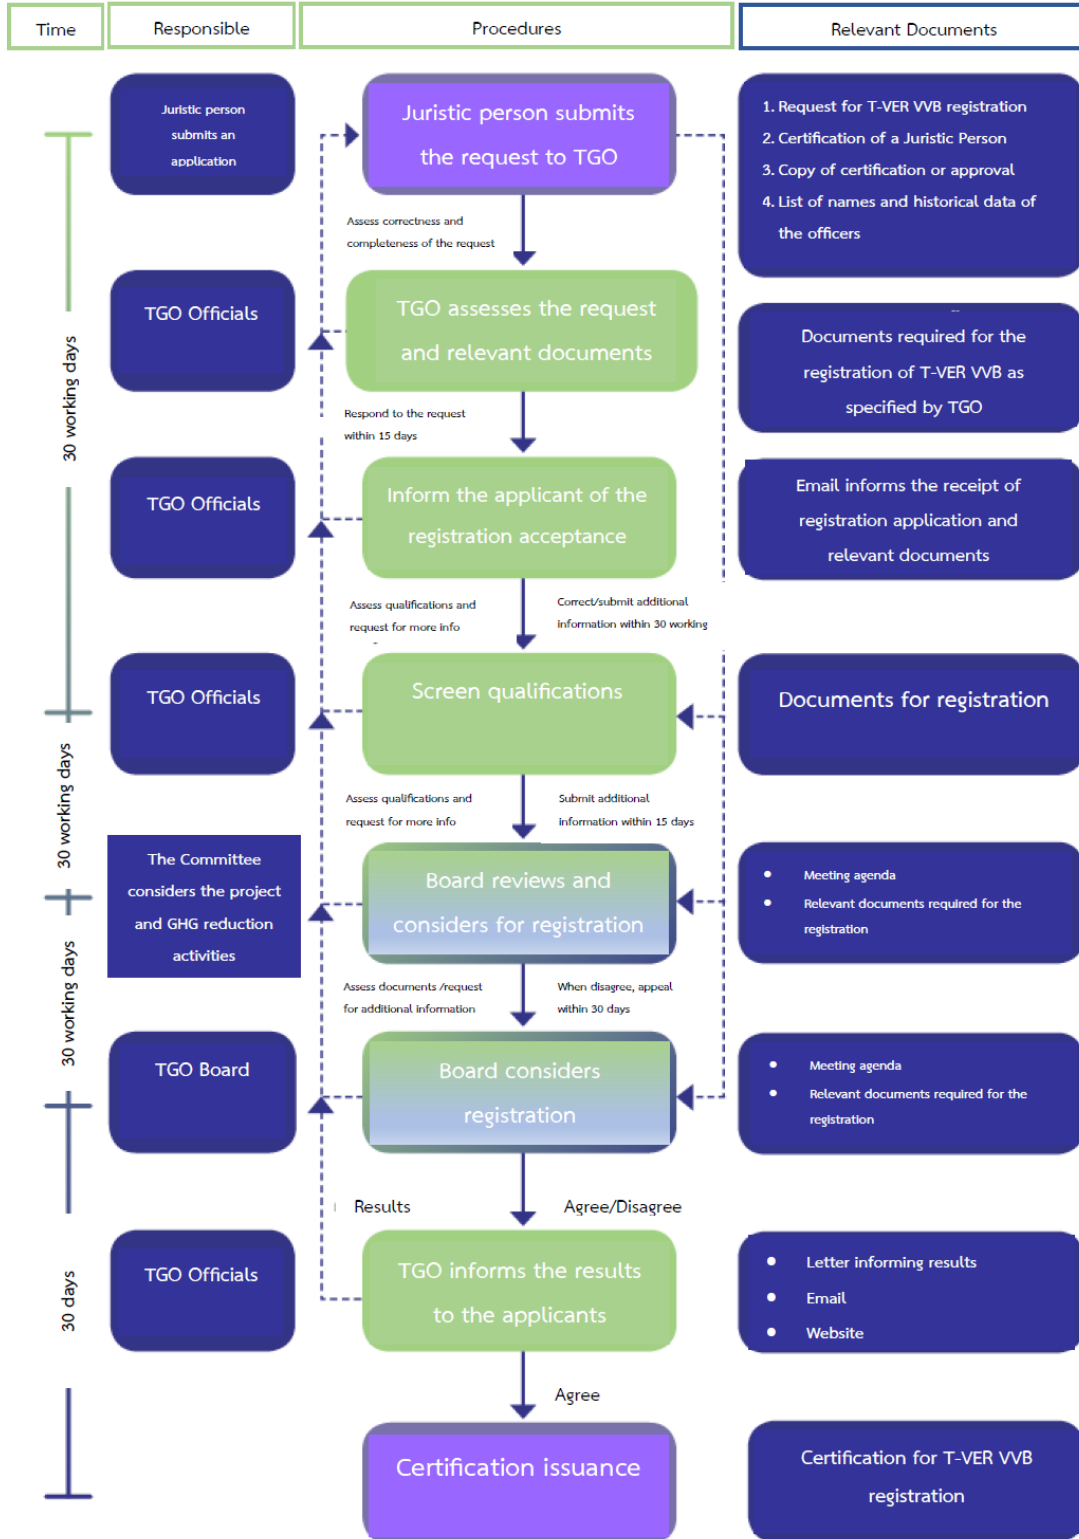 Time
Responsible
Procedures
Relevant Documents
Juristic person
submits an
application
Juristic person submits
the request to TGO
1. Request for T-VER VVB registration
2. Certification of a Juristic Person
3. Copy of certification or approval
4. List of names and historical data of
the officers
Assess correctness and
completeness of the request
30 working days
TGO Officials
TGO assesses the request
and relevant documents
Documents required for the
registration of T-VER VVB as
specified by TGO
Respond to the request
within 15 days
TGO Officials
Inform the applicant of the
registration acceptance
Email informs the receipt of
registration application and
relevant documents
Assess qualifications and
request for more info
Correct/submit additional
information within 30 working
TGO Officials
Screen qualifications
Documents for registration
30 working days
Assess qualifications and
request for more info
Submit additional
information within 15 days
The Committee
considers the project
and GHG reduction
activities
Board reviews and
considers for registration
• Meeting agenda
• Relevant documents required for the
registration
30 working days
Assess documents /request
for additional information
When disagree, appeal
within 30 days
TGO Board
Board considers
registration
• Meeting agenda
• Relevant documents required for the
registration
Results
Agree/Disagree
30 days
TGO Officials
TGO informs the results
to the applicants
• Letter informing results
• Email
• Website
Agree
Certification issuance
Certification for T-VER VVB
registration